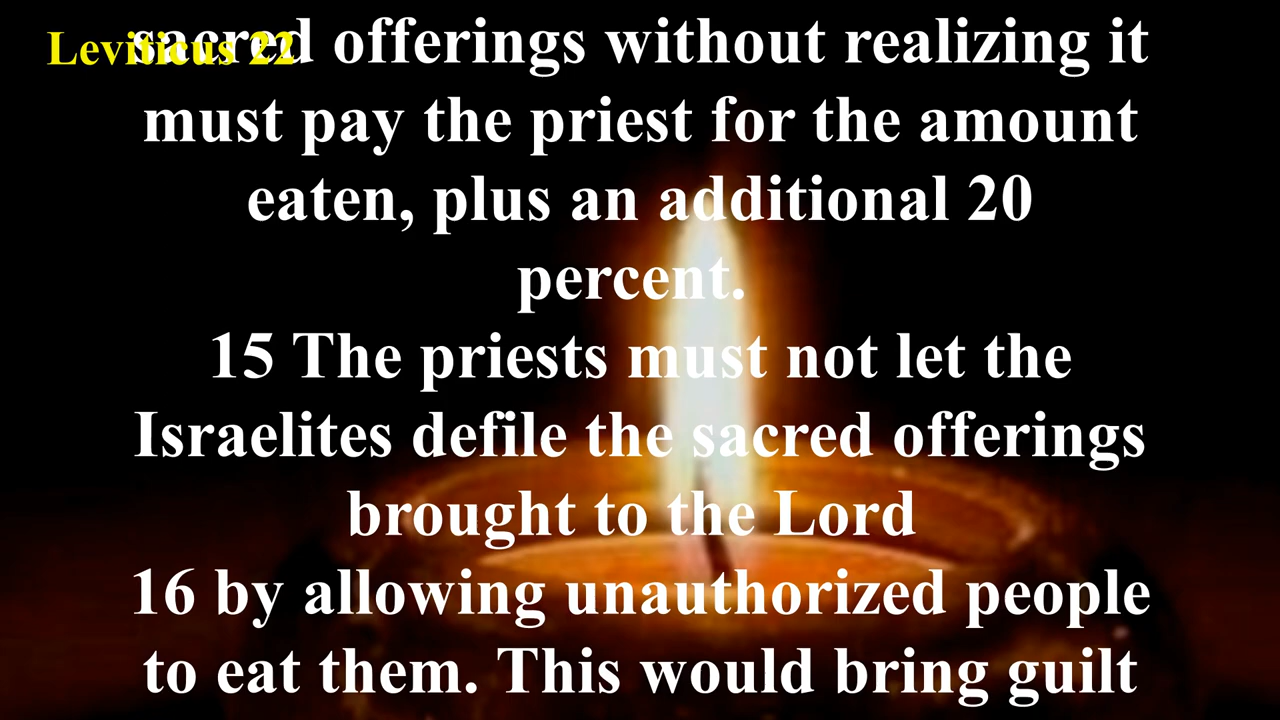 Leviticus 22
sacred offerings without realizing it
must pay the priest for the amount
eaten, plus an additional 20
percent.
15 The priests must not let the
Israelites defile the sacred offerings
brought to the Lord
16 by allowing unauthorized people
to eat them. This would bring guilt